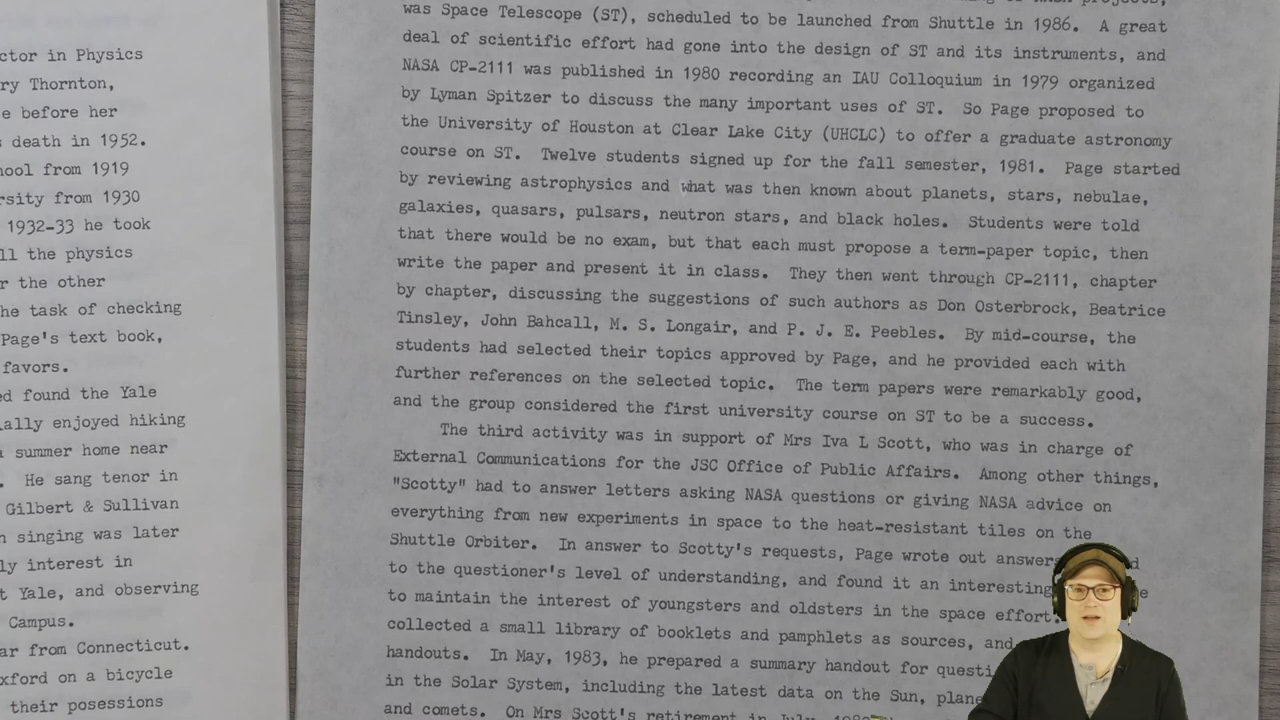 ctor in Physics
ry Thornton,
e before her
s death in 1952.
hool from 1919
rsity from 1930
1932-33 he took
ll the physics
r the other
he task of checking
Page's text book,
favors.
ed found the Yale
ially enjoyed hiking
a summer home near
. He sang tenor in
Gilbert & Sullivan
n singing was later
ly interest in
t Yale, and observing
Campus.
ar from Connecticut.
xford on a bicycle
their posessions
was Space Telescope (ST), scheduled to be launched from Shuttle in 1986. A great
deal of scientific effort had gone into the design of ST and its instruments, and
NASA CP-2111 was published in 1980 recording an IAU Colloquium in 1979 organized
by Lyman Spitzer to discuss the many important uses of ST. So Page proposed to
the University of Houston at Clear Lake City (UHCLC) to offer a graduate astronomy
course on ST. Twelve students signed up for the fall semester, 1981. Page started
by reviewing astrophysics and what was then known about planets, stars, nebulae,
galaxies, quasars, pulsars, neutron stars, and black holes. Students were told
that there would be no exam, but that each must propose a term-paper topic, then
write the paper and present it in class. They then went through CP-2111, chapter
by chapter, discussing the suggestions of such authors as Don Osterbrock, Beatrice
Tinsley, John Bahcall, M. S. Longair, and P. J. E. Peebles. By mid-course, the
students had selected their topics approved by Page, and he provided each with
further references on the selected topic. The term papers were remarkably good,
and the group considered the first university course on ST to be a success.
The third activity was in support of Mrs Iva L Scott, who was in charge of
External Communications for the JSC Office of Public Affairs. Among other things,
"Scotty" had to answer letters asking NASA questions or giving NASA advice on
everything from new experiments in space to the heat-resistant tiles on the
Shuttle Orbiter. In answer to Scotty's requests, Page wrote out answers
to the questioner's level of understanding, and found it an interesting
to maintain the interest of youngsters and oldsters in the space effort.
collected a small library of booklets and pamphlets as sources, and
handouts. In May, 1983, he prepared a summary handout for questi
in the Solar System, including the latest data on the Sun, plane
and comets. On Mrs Scott's retirement in July,